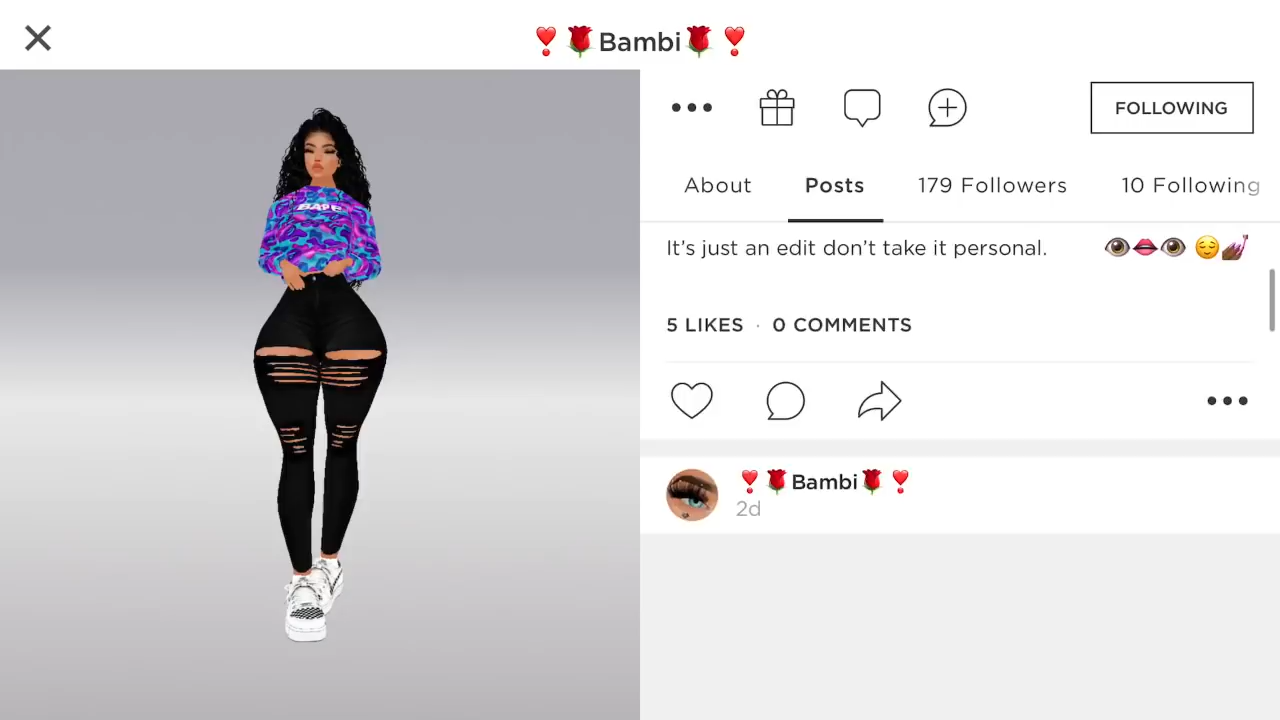 ❣️🌹Bambi🌹❣️
FOLLOWING
About Posts 179 Followers 10 Following
It’s just an edit don’t take it personal. 👁️👄👁️ 😌💅🏾
5 LIKES · 0 COMMENTS
❣️🌹Bambi🌹❣️
2d
BAPE